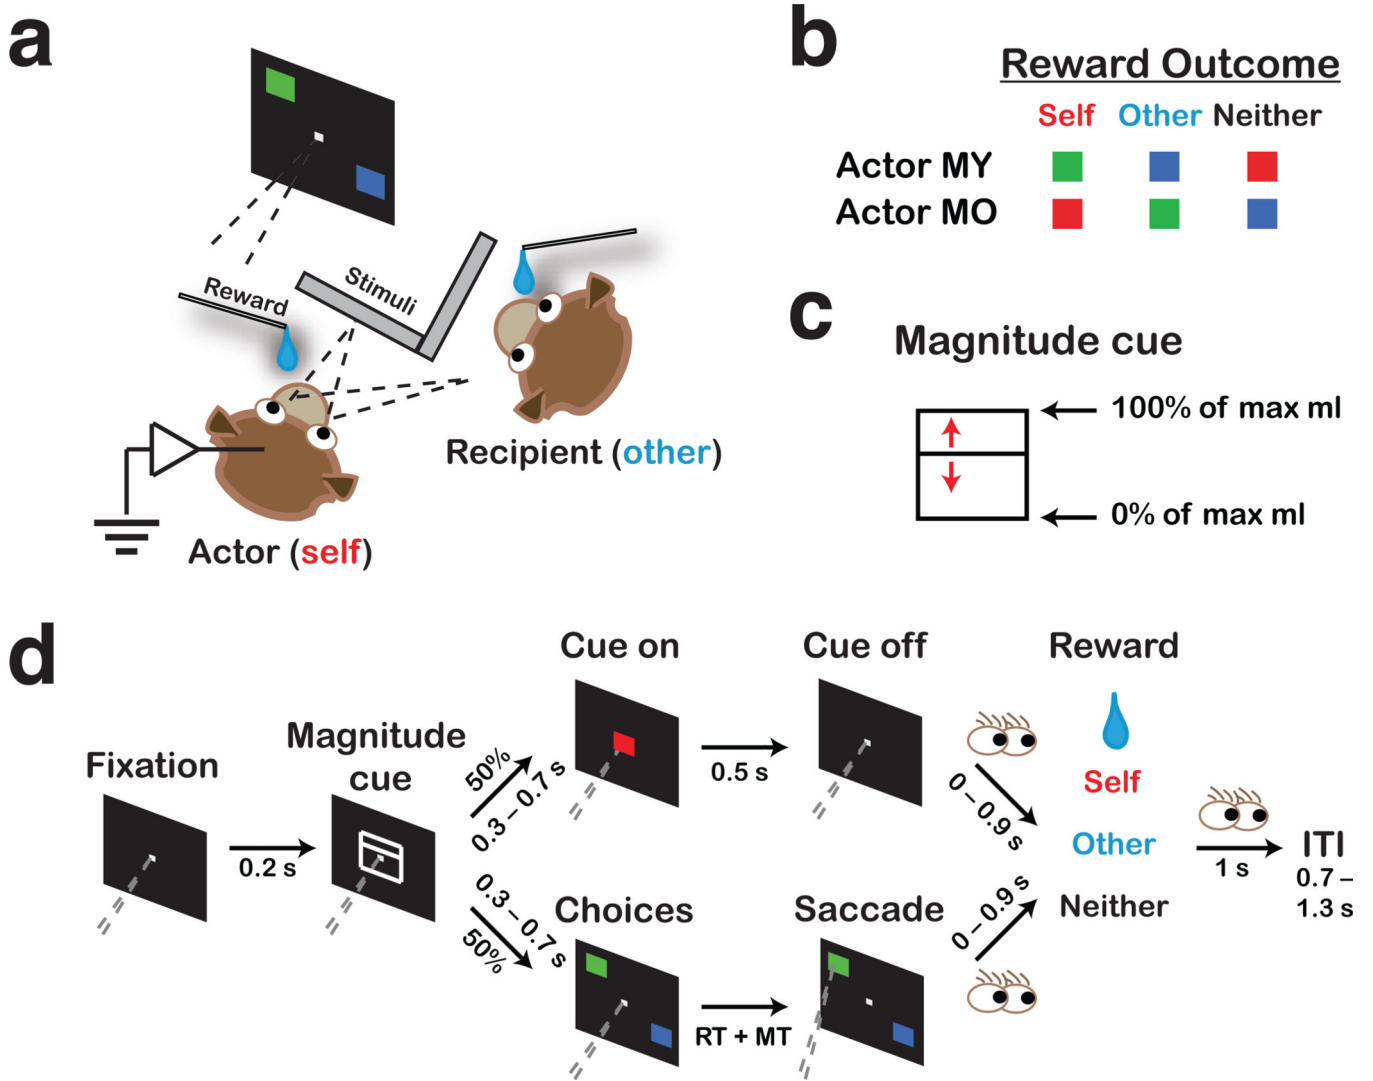 a
Reward
Stimuli
Recipient (other)
Actor (self)
b
Reward Outcome
Self Other Neither
Actor MY
Actor MO
c
Magnitude cue
100% of max ml
0% of max ml
d
Fixation
0.2 s
Magnitude
cue
50%
0.3 – 0.7 s
Cue on
0.5 s
Cue off
0 – 0.9 s
0.3 – 0.7 s
50%
Choices
RT + MT
Saccade
0 – 0.9 s
Reward
Self
Other
Neither
1 s
ITI
0.7 –
1.3 s